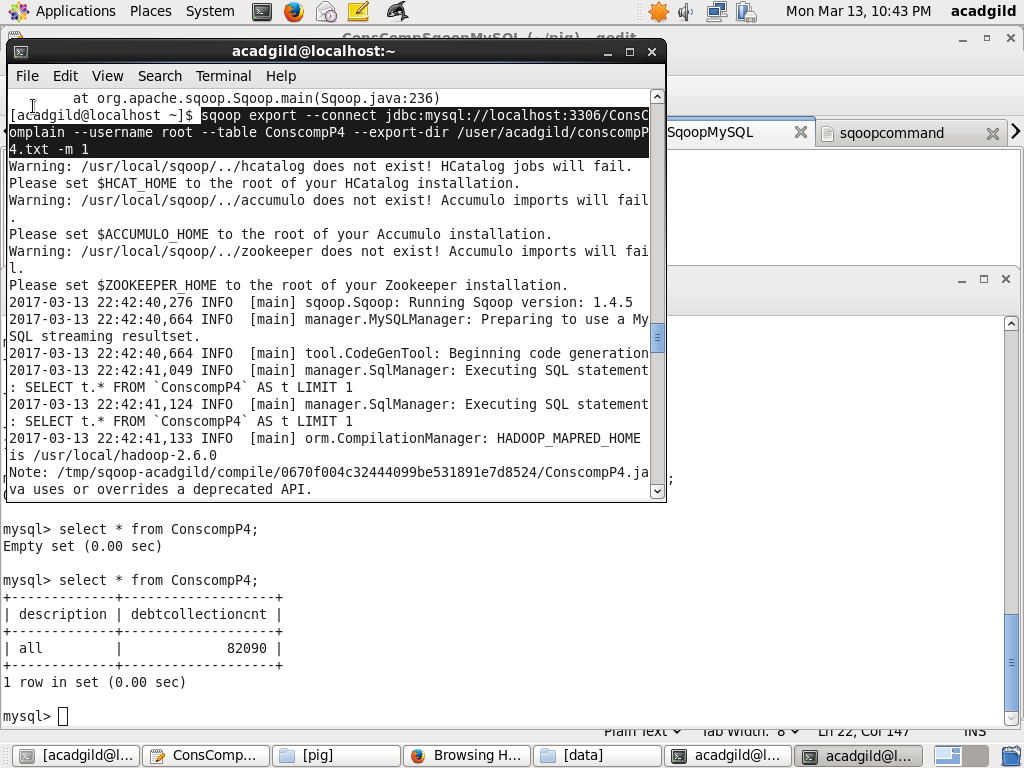 Applications Places System Mon Mar 13, 10:43 PM acadgild
ConsCompSqoopMySQL (~/pig) - gedit
acadgild@localhost:~
File Edit View Search Terminal Help
at org.apache.sqoop.Sqoop.main(Sqoop.java:236)
[acadgild@localhost ~]$ sqoop export --connect jdbc:mysql://localhost:3306/ConsC
omplain --username root --table ConscompP4 --export-dir /user/acadgild/conscompP
4.txt -m 1
SqoopMySQL sqoopcommand
Warning: /usr/local/sqoop/../hcatalog does not exist! HCatalog jobs will fail.
Please set $HCAT_HOME to the root of your HCatalog installation.
Warning: /usr/local/sqoop/../accumulo does not exist! Accumulo imports will fail
.
Please set $ACCUMULO_HOME to the root of your Accumulo installation.
Warning: /usr/local/sqoop/../zookeeper does not exist! Accumulo imports will fai
l.
Please set $ZOOKEEPER_HOME to the root of your Zookeeper installation.
2017-03-13 22:42:40,276 INFO  [main] sqoop.Sqoop: Running Sqoop version: 1.4.5
2017-03-13 22:42:40,664 INFO  [main] manager.MySQLManager: Preparing to use a My
SQL streaming resultset.
2017-03-13 22:42:40,664 INFO  [main] tool.CodeGenTool: Beginning code generation
2017-03-13 22:42:41,049 INFO  [main] manager.SqlManager: Executing SQL statement
: SELECT t.* FROM `ConscompP4` AS t LIMIT 1
2017-03-13 22:42:41,124 INFO  [main] manager.SqlManager: Executing SQL statement
: SELECT t.* FROM `ConscompP4` AS t LIMIT 1
2017-03-13 22:42:41,133 INFO  [main] orm.CompilationManager: HADOOP_MAPRED_HOME
is /usr/local/hadoop-2.6.0
Note: /tmp/sqoop-acadgild/compile/0670f004c32444099be531891e7d8524/ConscompP4.ja
va uses or overrides a deprecated API.
mysql> select * from ConscompP4;
Empty set (0.00 sec)
mysql> select * from ConscompP4;
+-------------+-------------------+
| description | debtcollectioncnt |
+-------------+-------------------+
| all         |             82090 |
+-------------+-------------------+
1 row in set (0.00 sec)
mysql>
Plain Text Tab Width: 8 Ln 22, Col 147 INS
[acadgild@l... ConsComp... [pig] Browsing H... [data] acadgild@l... acadgild@l...